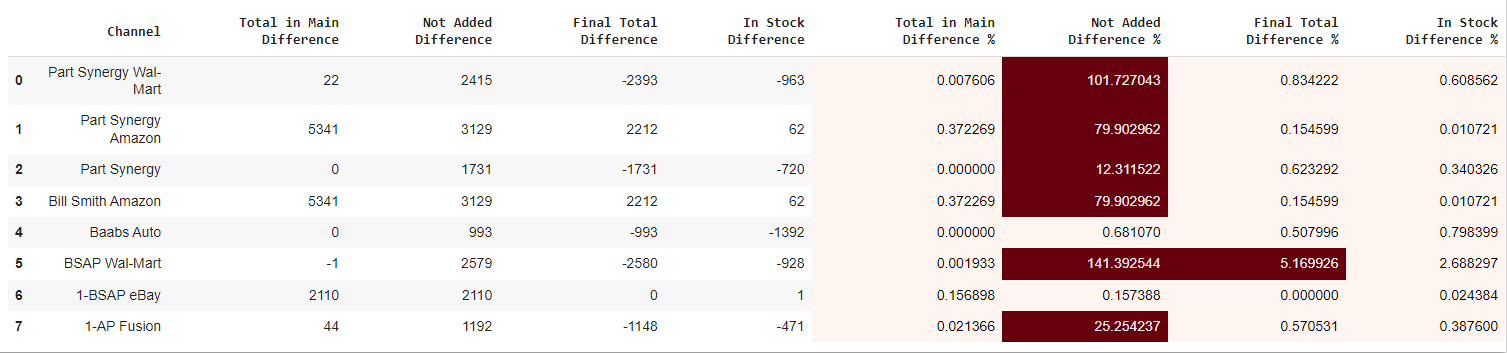 Channel Total in Main Difference Not Added Difference Final Total Difference In Stock Difference Total in Main Difference % Not Added Difference % Final Total Difference % In Stock Difference %
0 Part Synergy Wal-Mart 22 2415 -2393 -963 0.007606 101.727043 0.834222 0.608562
1 Part Synergy Amazon 5341 3129 2212 62 0.372269 79.902962 0.154599 0.010721
2 Part Synergy 0 1731 -1731 -720 0.000000 12.311522 0.623292 0.340326
3 Bill Smith Amazon 5341 3129 2212 62 0.372269 79.902962 0.154599 0.010721
4 Baabs Auto 0 993 -993 -1392 0.000000 0.681070 0.507996 0.798399
5 BSAP Wal-Mart -1 2579 -2580 -928 0.001933 141.392544 5.169926 2.688297
6 1-BSAP eBay 2110 2110 0 1 0.156898 0.157388 0.000000 0.024384
7 1-AP Fusion 44 1192 -1148 -471 0.021366 25.254237 0.570531 0.387600